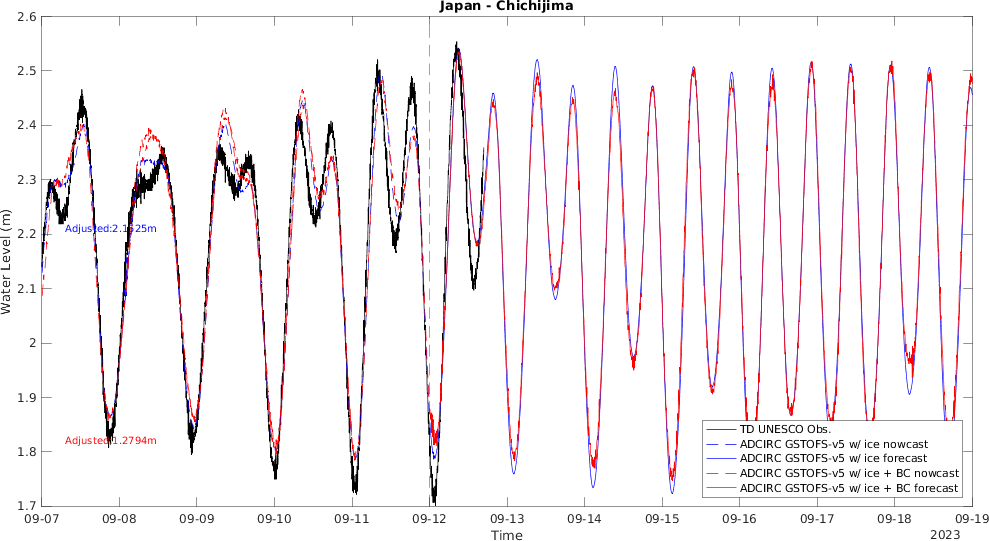 Japan - Chichijima
Water Level (m)
2.6
2.5
2.4
2.3
2.2
2.1
2
1.9
1.8
1.7
Adjusted:2.1525m
Adjusted:1.2794m
TD UNESCO Obs.
ADCIRC GSTOFS-v5 w/ ice nowcast
ADCIRC GSTOFS-v5 w/ ice forecast
ADCIRC GSTOFS-v5 w/ ice + BC nowcast
ADCIRC GSTOFS-v5 w/ ice + BC forecast
09-07 09-08 09-09 09-10 09-11 09-12 09-13 09-14 09-15 09-16 09-17 09-18 09-19
Time
2023